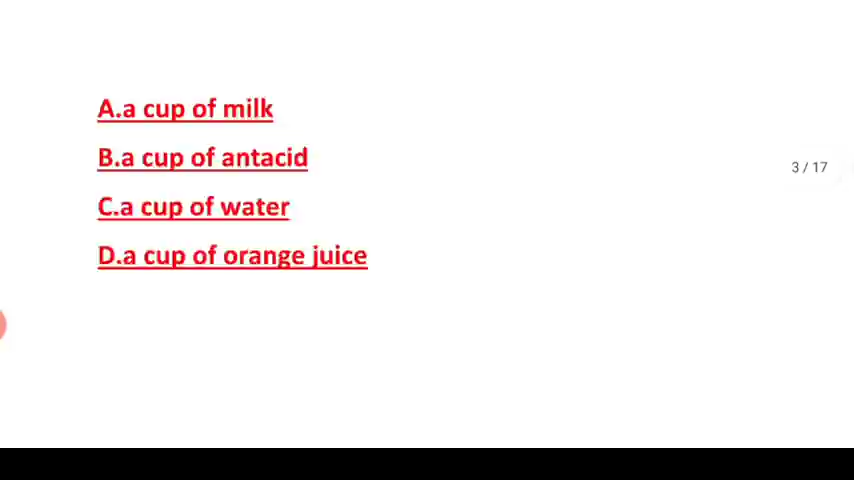 A.a cup of milk
B.a cup of antacid
3 / 17
C.a cup of water
D.a cup of orange juice